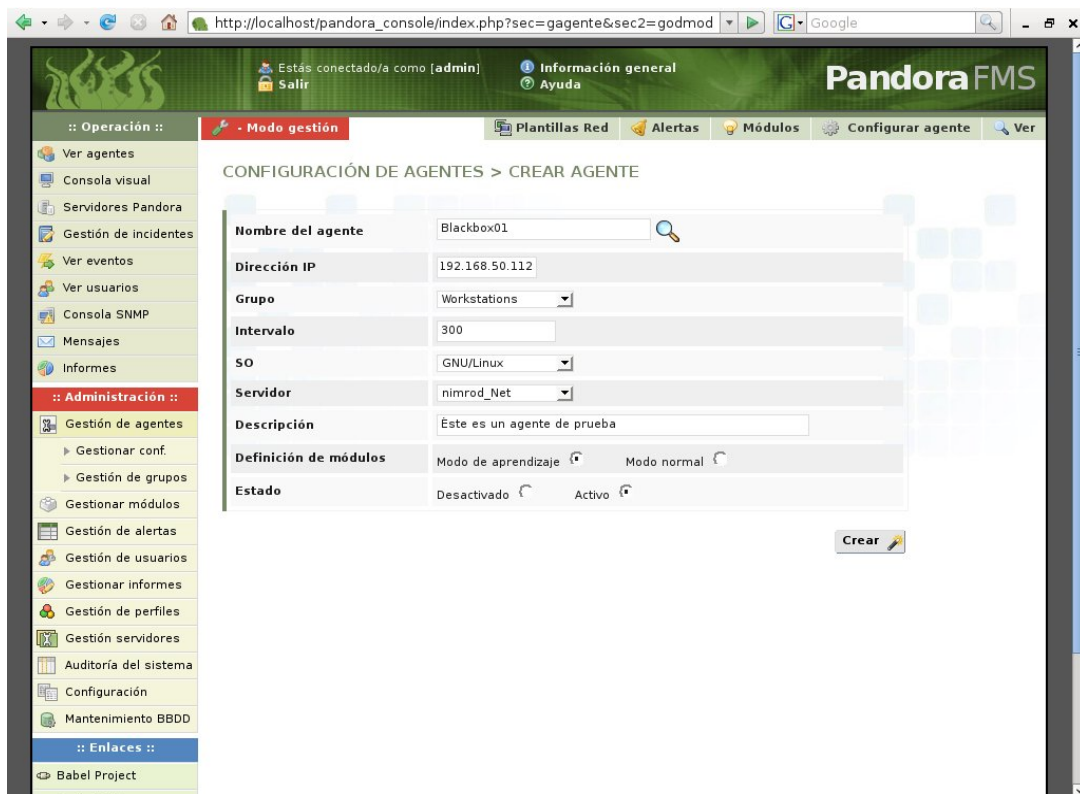 http://localhost/pandora_console/index.php?sec=gagente&sec2=godmod
G Google
Estás conectado/a como [admin]
Salir
Información general
Ayuda
Pandora FMS
:: Operación ::
- Modo gestión
Plantillas Red
Alertas
Módulos
Configurar agente
Ver
Ver agentes
Consola visual
Servidores Pandora
Gestión de incidentes
Ver eventos
Ver usuarios
Consola SNMP
Mensajes
Informes
:: Administración ::
Gestión de agentes
Gestionar conf.
Gestión de grupos
Gestionar módulos
Gestión de alertas
Gestión de usuarios
Gestionar informes
Gestión de perfiles
Gestión servidores
Auditoría del sistema
Configuración
Mantenimiento BBDD
:: Enlaces ::
Babel Project
CONFIGURACIÓN DE AGENTES > CREAR AGENTE
Nombre del agente Blackbox01
Dirección IP 192.168.50.112
Grupo Workstations
Intervalo 300
SO GNU/Linux
Servidor nimrod_Net
Descripción Éste es un agente de prueba
Definición de módulos Modo de aprendizaje Modo normal
Estado Desactivado Activo
Crear